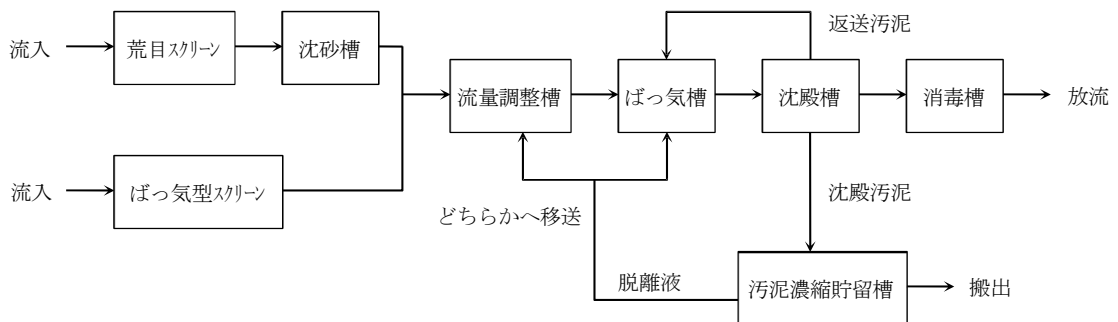 返送汚泥
流入
荒目スクリーン
沈砂槽
流量調整槽
ばっ気槽
沈殿槽
消毒槽
放流
流入
ばっ気型スクリーン
どちらかへ移送
沈殿汚泥
脱離液
汚泥濃縮貯留槽
搬出